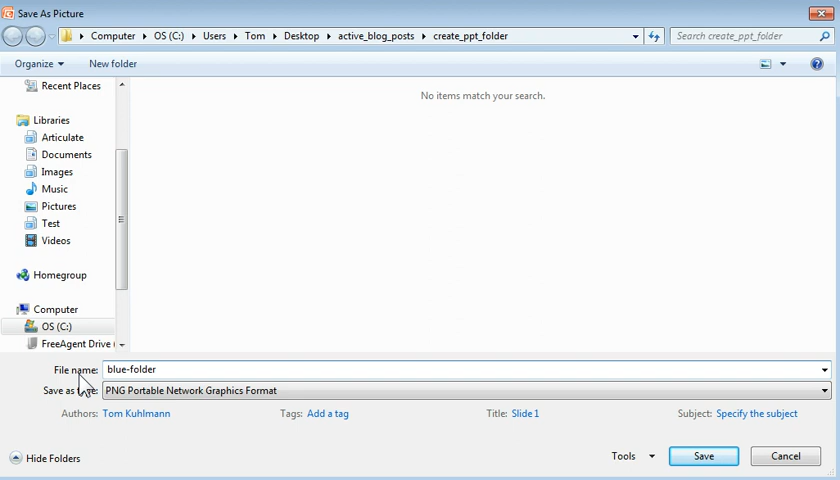 Save As Picture
Computer ▸ OS (C:) ▸ Users ▸ Tom ▸ Desktop ▸ active_blog_posts ▸ create_ppt_folder
Search create_ppt_folder
Organize New folder
Recent Places
No items match your search.
Libraries
Articulate
Documents
Images
Music
Pictures
Test
Videos
Homegroup
Computer
OS (C:)
FreeAgent Drive (
File name: blue-folder
Save as type: PNG Portable Network Graphics Format
Authors: Tom Kuhlmann Tags: Add a tag Title: Slide 1 Subject: Specify the subject
Hide Folders Tools Save Cancel